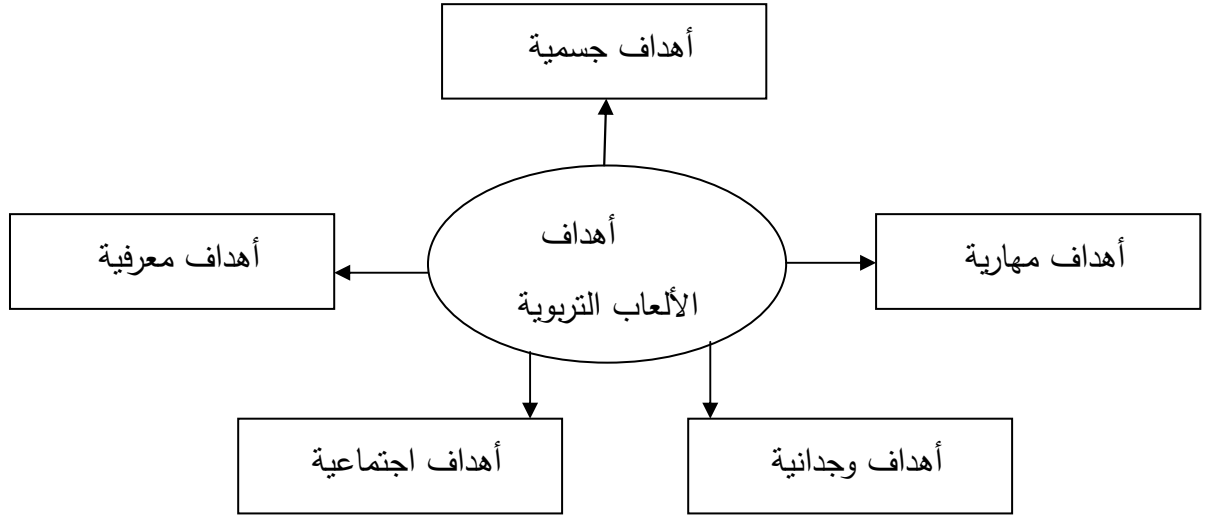 أهداف جسمية
أهداف مهارية
أهداف
الألعاب التربوية
أهداف معرفية
أهداف وجدانية
أهداف اجتماعية